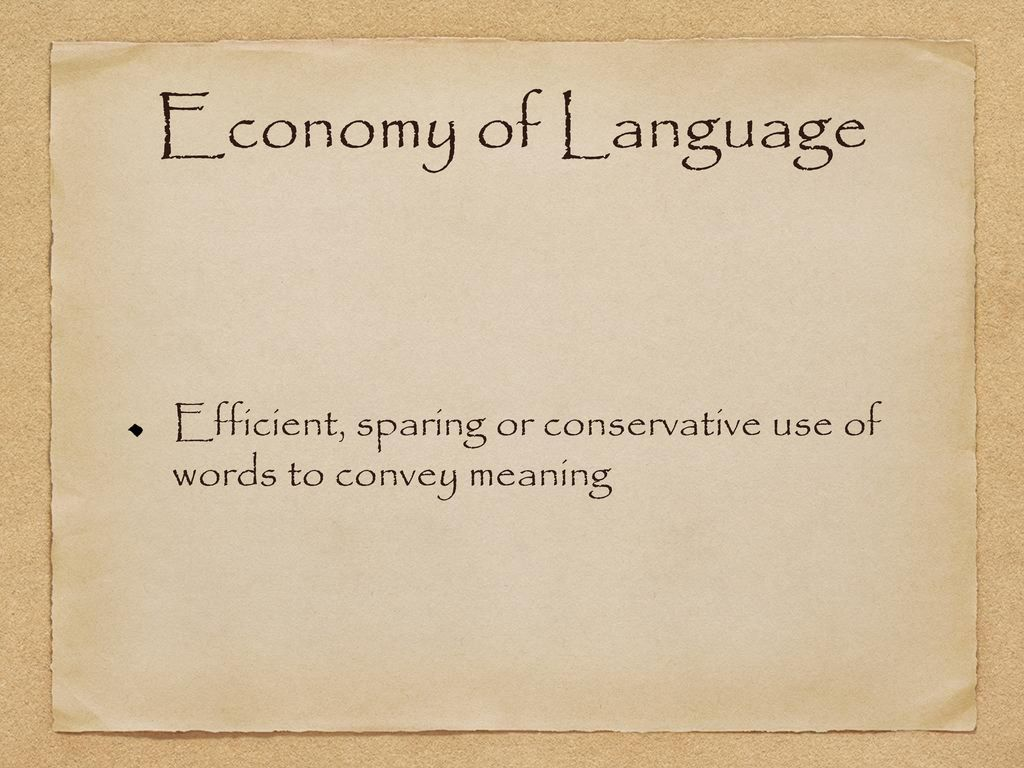 Economy of Language
Efficient, sparing or conservative use of
words to convey meaning